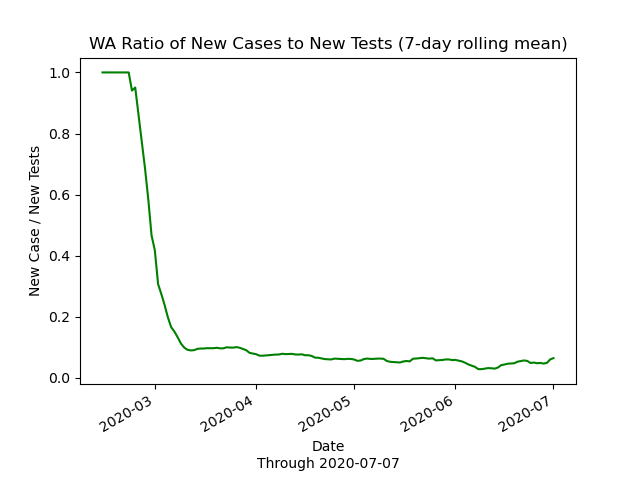 WA Ratio of New Cases to New Tests (7-day rolling mean)
New Case / New Tests
1.0
0.8
0.6
0.4
0.2
0.0
2020-03
2020-04
2020-05
2020-06
2020-07
Date
Through 2020-07-07